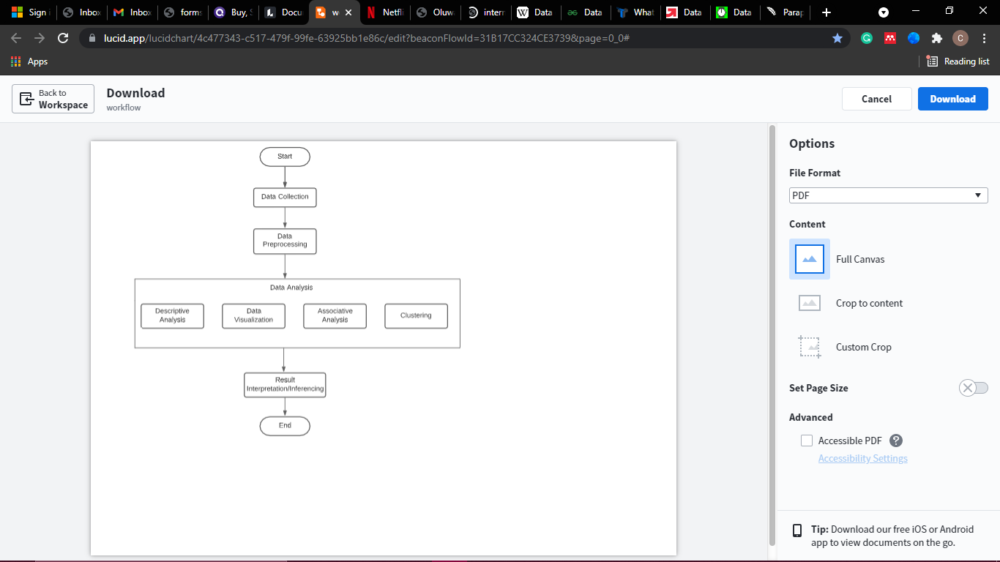 Sign i
Inbox
Inbox
forms
Buy, S
Docu
w
Netfli
Oluw
intern
Data
Data
What
Data
Data
Parap
lucid.app/lucidchart/4c477343-c517-479f-99fe-63925bb1e86c/edit?beaconFlowId=31B17CC324CE3739&page=0_0#
C
Apps
Reading list
Back to
Workspace
Download
workflow
Cancel
Download
Start
Data Collection
Data
Preprocessing
Data Analysis
Descriptive
Analysis
Data
Visualization
Associative
Analysis
Clustering
Result
Interpretation/Inferencing
End
Options
File Format
PDF
Content
Full Canvas
Crop to content
Custom Crop
Set Page Size
Advanced
Accessible PDF
Accessibility Settings
Tip: Download our free iOS or Android
app to view documents on the go.